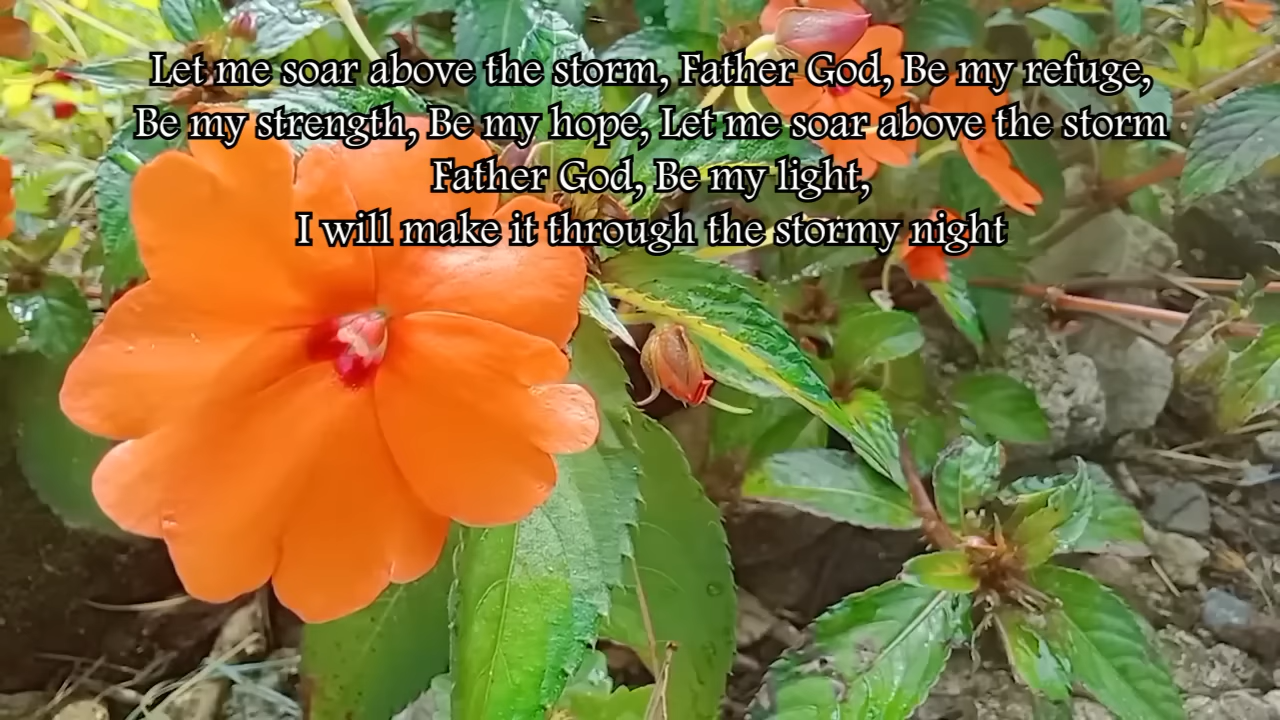 Let me soar above the storm, Father God, Be my refuge,
Be my strength, Be my hope, Let me soar above the storm
Father God, Be my light,
I will make it through the stormy night